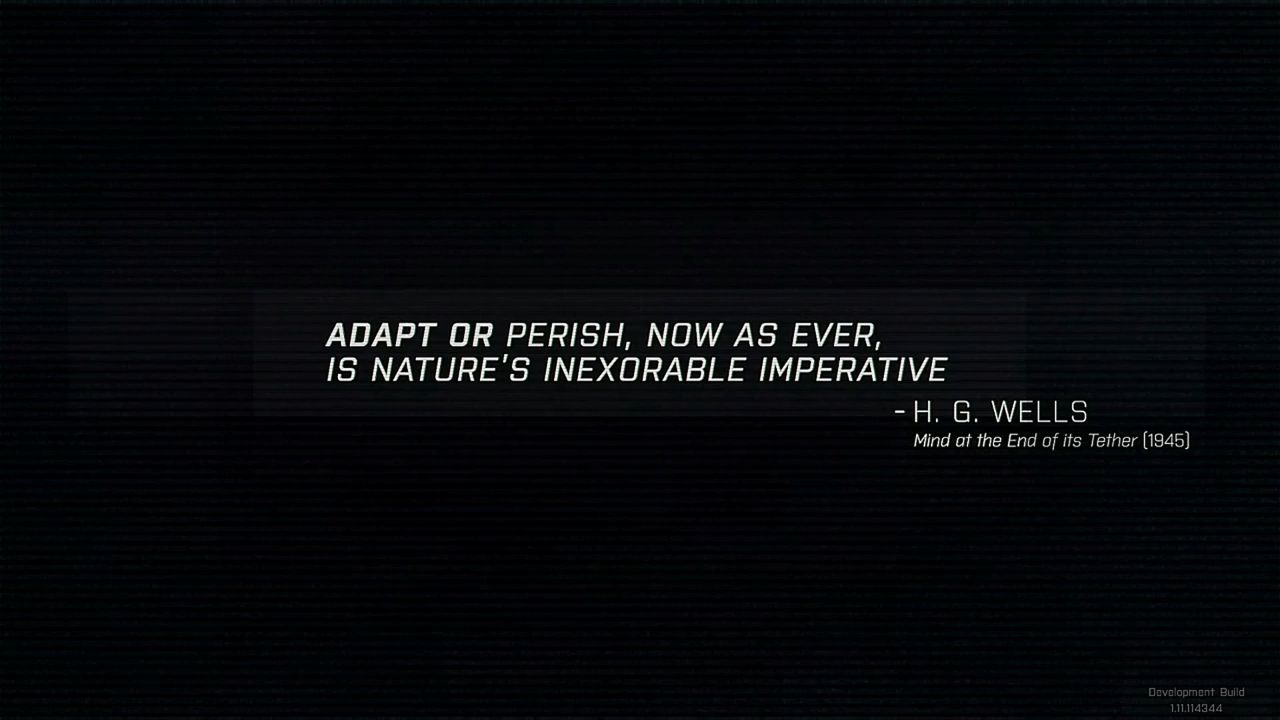 ADAPT OR PERISH, NOW AS EVER,
IS NATURE'S INEXORABLE IMPERATIVE
- H. G. WELLS
Mind at the End of its Tether (1945)
Development Build
1.11.114344